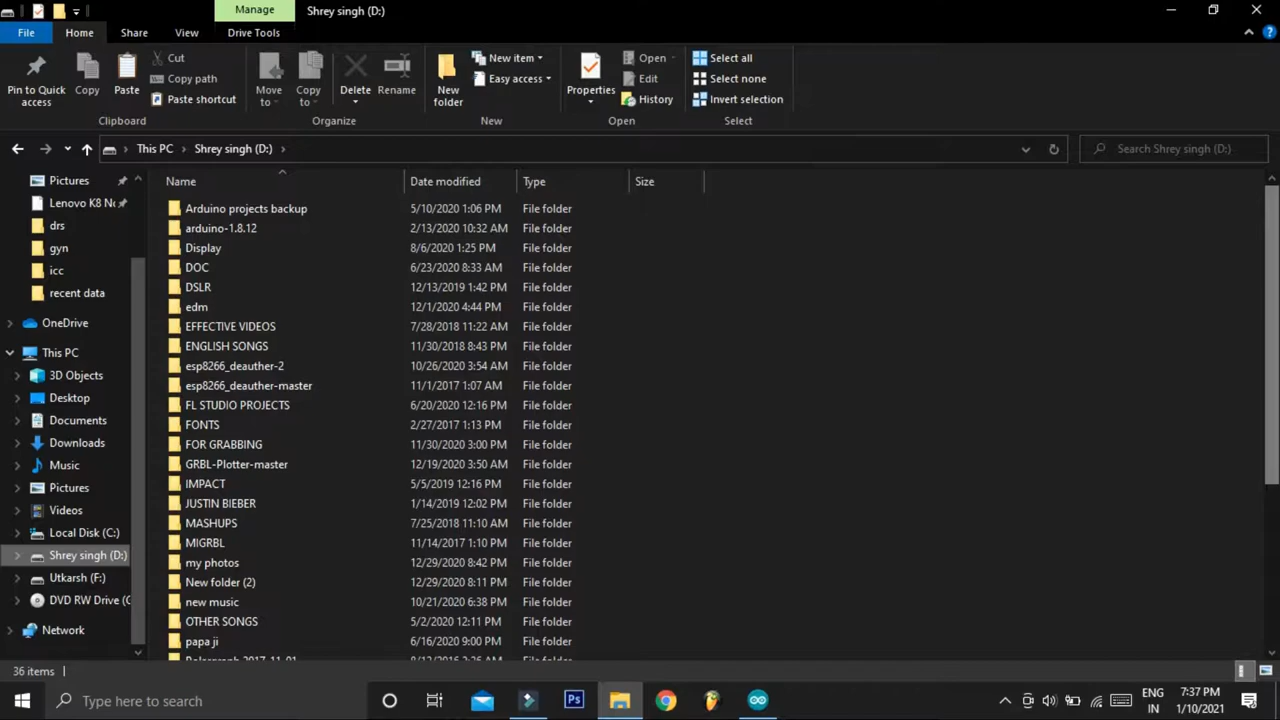 Manage
Shrey singh (D:)
File
Home
Share
View
Drive Tools
Pin to Quick access
Copy
Paste
Cut
Copy path
Paste shortcut
Clipboard
Move to
Copy to
Delete
Rename
Organize
New folder
New item
Easy access
New
Properties
Open
Edit
History
Open
Select all
Select none
Invert selection
Select
This PC
Shrey singh (D:)
Search Shrey singh (D:)
Pictures
Lenovo K8 No
drs
gyn
icc
recent data
OneDrive
This PC
3D Objects
Desktop
Documents
Downloads
Music
Pictures
Videos
Local Disk (C:)
Shrey singh (D:)
Utkarsh (F:)
DVD RW Drive (
Network
Name Date modified Type Size
Arduino projects backup 5/10/2020 1:06 PM File folder
arduino-1.8.12 2/13/2020 10:32 AM File folder
Display 8/6/2020 1:25 PM File folder
DOC 6/23/2020 8:33 AM File folder
DSLR 12/13/2019 1:42 PM File folder
edm 12/1/2020 4:44 PM File folder
EFFECTIVE VIDEOS 7/28/2018 11:22 AM File folder
ENGLISH SONGS 11/30/2018 8:43 PM File folder
esp8266_deauther-2 10/26/2020 3:54 AM File folder
esp8266_deauther-master 11/1/2017 1:07 AM File folder
FL STUDIO PROJECTS 6/20/2020 12:16 PM File folder
FONTS 2/27/2017 1:13 PM File folder
FOR GRABBING 11/30/2020 3:00 PM File folder
GRBL-Plotter-master 12/19/2020 3:50 AM File folder
IMPACT 5/5/2019 12:16 PM File folder
JUSTIN BIEBER 1/14/2019 12:02 PM File folder
MASHUPS 7/25/2018 11:10 AM File folder
MIGRBL 11/14/2017 1:10 PM File folder
my photos 12/29/2020 8:42 PM File folder
New folder (2) 12/29/2020 8:11 PM File folder
new music 10/21/2020 6:38 PM File folder
OTHER SONGS 5/2/2020 12:11 PM File folder
papa ji 6/16/2020 9:00 PM File folder
36 items
Type here to search
Ps
ENG
IN
7:37 PM
1/10/2021